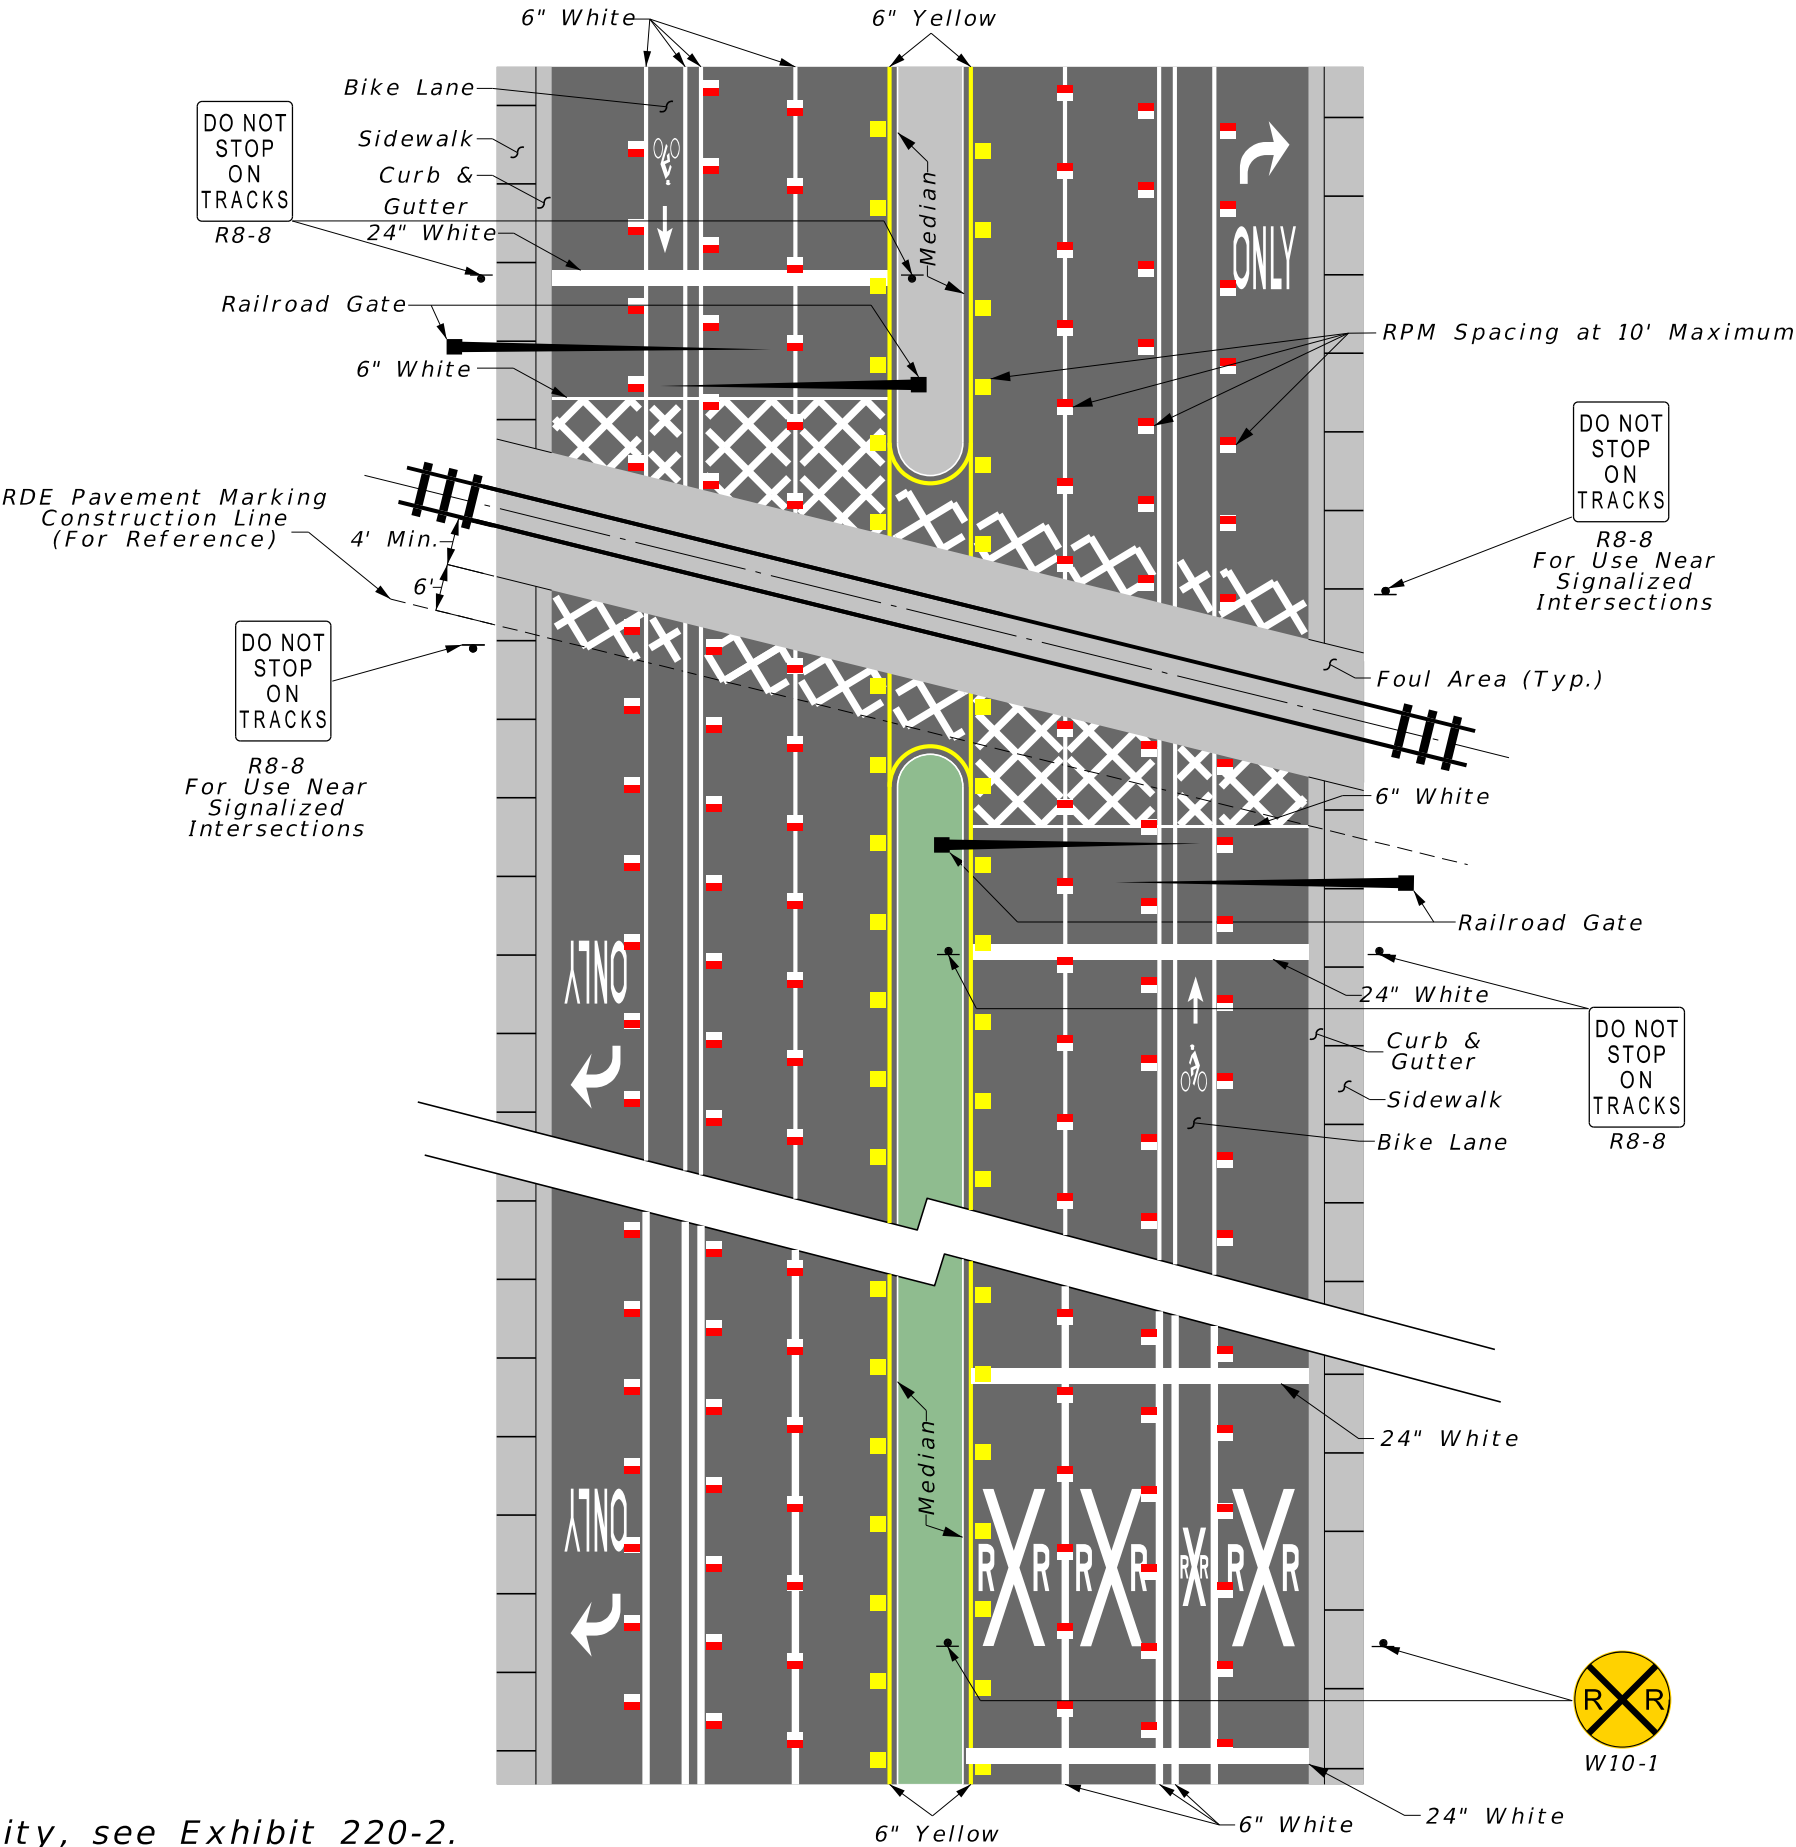 6" White
6" Yellow
Bike Lane
Sidewalk
Curb &
Gutter
24" White
DO NOT
STOP
ON
TRACKS
R8-8
Median
ONLY
Railroad Gate
6" White
RPM Spacing at 10' Maximum
DO NOT
STOP
ON
TRACKS
R8-8
For Use Near
Signalized
Intersections
RDE Pavement Marking
Construction Line
(For Reference)
4' Min.
6'
DO NOT
STOP
ON
TRACKS
R8-8
For Use Near
Signalized
Intersections
Foul Area (Typ.)
6" White
Railroad Gate
24" White
ONLY
DO NOT
STOP
ON
TRACKS
R8-8
Curb &
Gutter
Sidewalk
Bike Lane
24" White
Median
ONLY
R R
R R
R R
R R
R R
W10-1
24" White
6" White
6" Yellow
ity, see Exhibit 220-2.